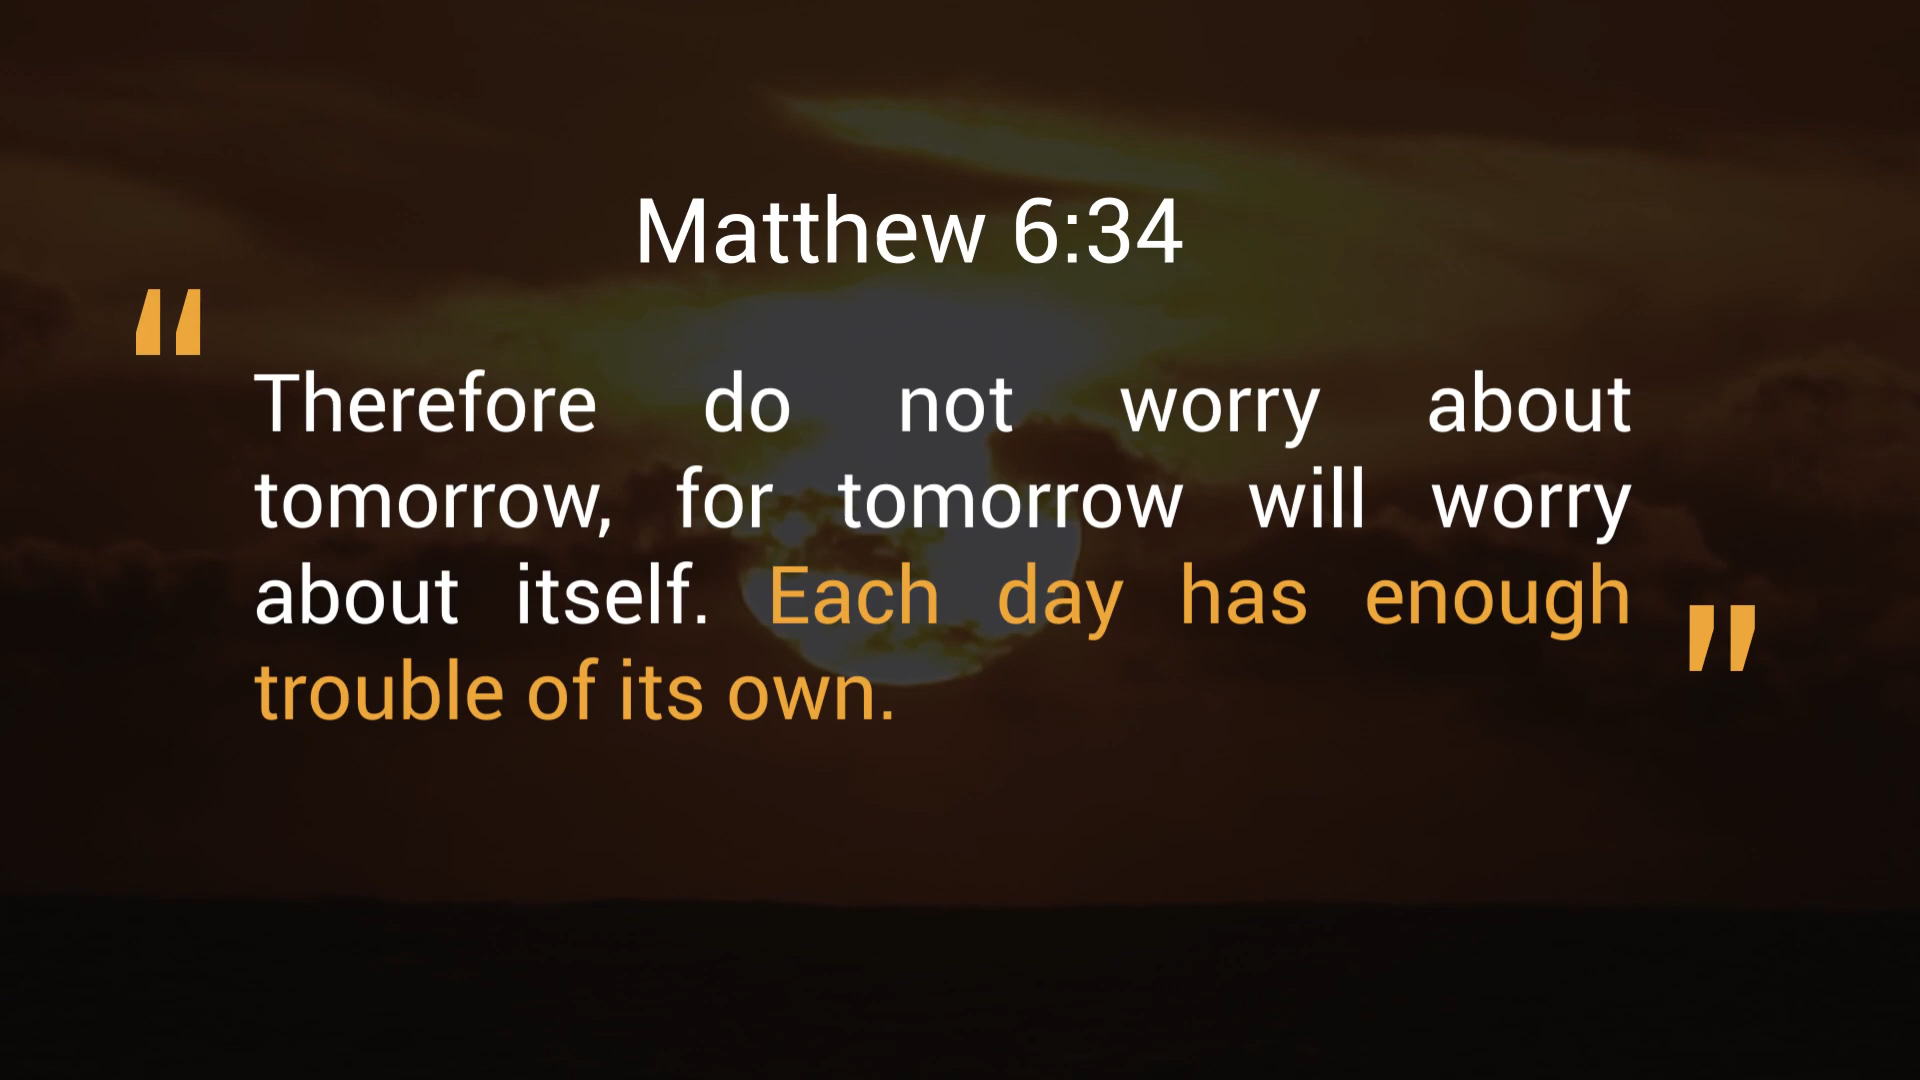 Matthew 6:34
“
Therefore do not worry about
tomorrow, for tomorrow will worry
about itself. Each day has enough
trouble of its own.
”